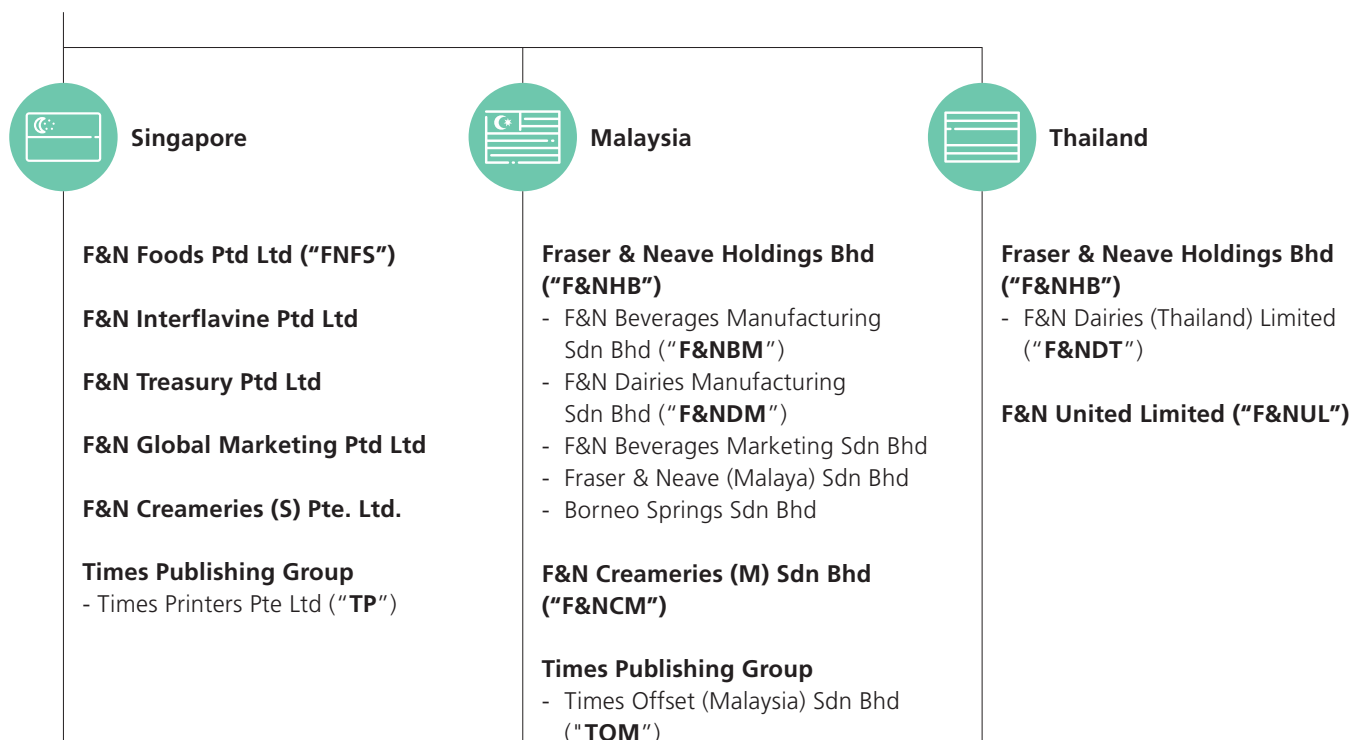 Singapore
F&N Foods Ptd Ltd (“FNFS”)
F&N Interflavine Ptd Ltd
F&N Treasury Ptd Ltd
F&N Global Marketing Ptd Ltd
F&N Creameries (S) Pte. Ltd.
Times Publishing Group
- Times Printers Pte Ltd (“TP”)
Malaysia
Fraser & Neave Holdings Bhd
(“F&NHB”)
- F&N Beverages Manufacturing
Sdn Bhd (“F&NBM”)
- F&N Dairies Manufacturing
Sdn Bhd (“F&NDM”)
- F&N Beverages Marketing Sdn Bhd
- Fraser & Neave (Malaya) Sdn Bhd
- Borneo Springs Sdn Bhd
F&N Creameries (M) Sdn Bhd
(“F&NCM”)
Times Publishing Group
- Times Offset (Malaysia) Sdn Bhd
("TOM”)
Thailand
Fraser & Neave Holdings Bhd
(“F&NHB”)
- F&N Dairies (Thailand) Limited
(“F&NDT”)
F&N United Limited (“F&NUL”)